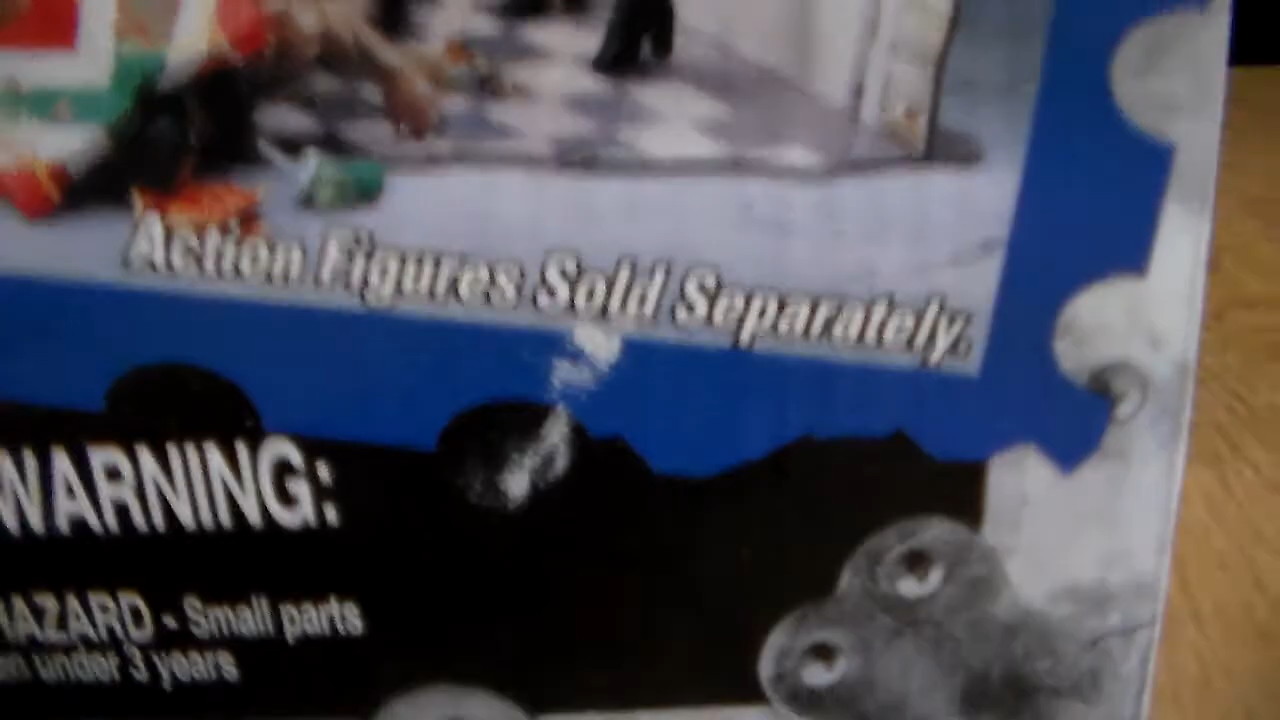 Action Figures Sold Separately.
WARNING:
HAZARD - Small parts
under 3 years